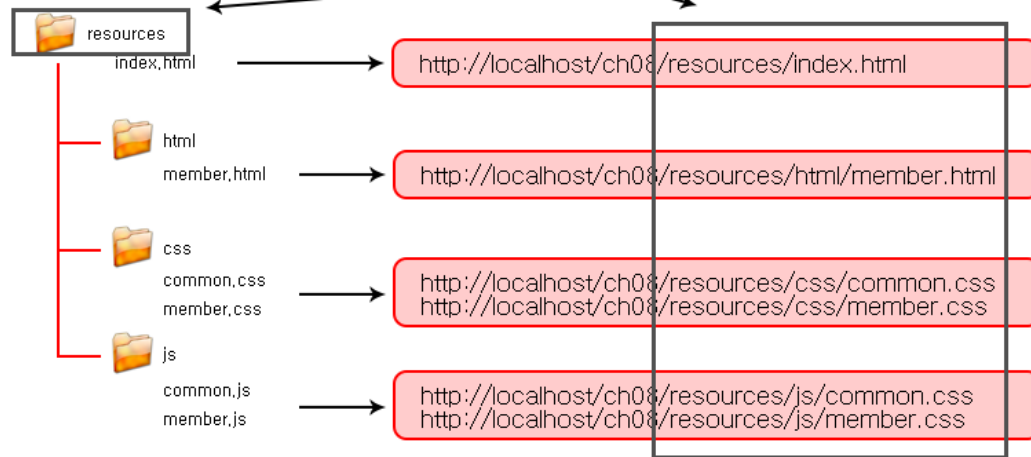 resources
index.html
http://localhost/ch08/resources/index.html
html
member.html
http://localhost/ch08/resources/html/member.html
css
common.css
member.css
http://localhost/ch08/resources/css/common.css
http://localhost/ch08/resources/css/member.css
js
common.js
member.js
http://localhost/ch08/resources/js/common.css
http://localhost/ch08/resources/js/member.css